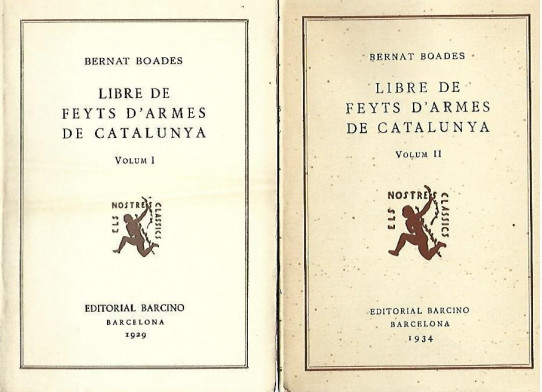 BERNAT BOADES
LIBRE DE
FEYTS D'ARMES
DE CATALUNYA
VOLUM I
ELS NOSTRES CLÀSSICS
EDITORIAL BARCINO
BARCELONA
1929
BERNAT BOADES
LIBRE DE
FEYTS D'ARMES
DE CATALUNYA
VOLUM II
ELS NOSTRES CLÀSSICS
EDITORIAL BARCINO
BARCELONA
1934